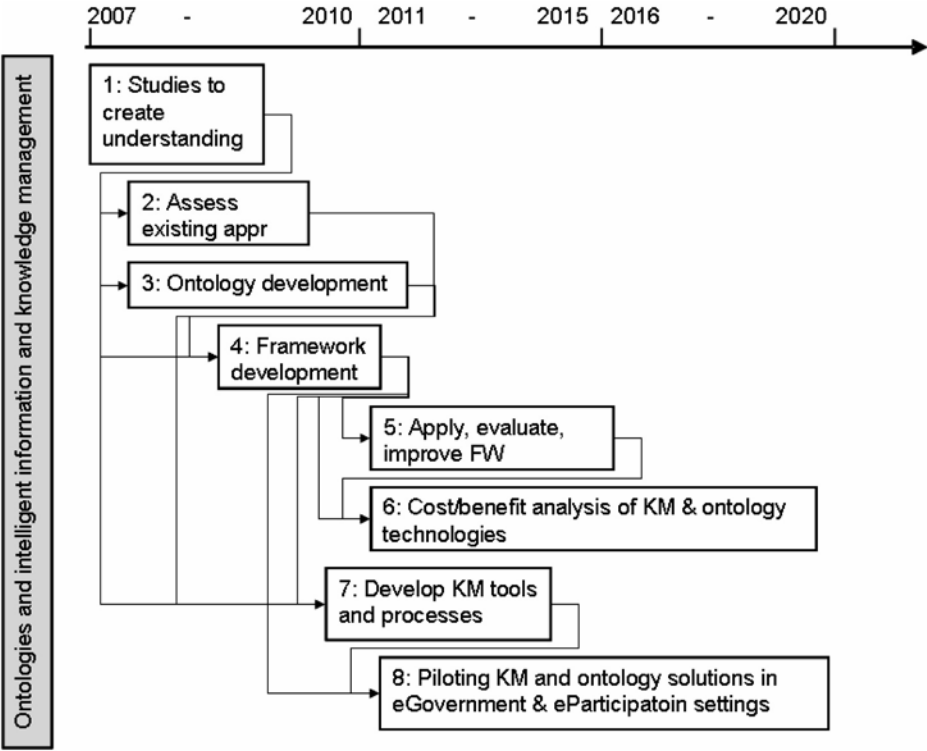 2007 - 2010 2011 - 2015 2016 - 2020
Ontologies and intelligent information and knowledge management
1: Studies to
create
understanding
2: Assess
existing appr
3: Ontology development
4: Framework
development
5: Apply, evaluate,
improve FW
6: Cost/benefit analysis of KM & ontology
technologies
7: Develop KM tools
and processes
8: Piloting KM and ontology solutions in
eGovernment & eParticipatoin settings